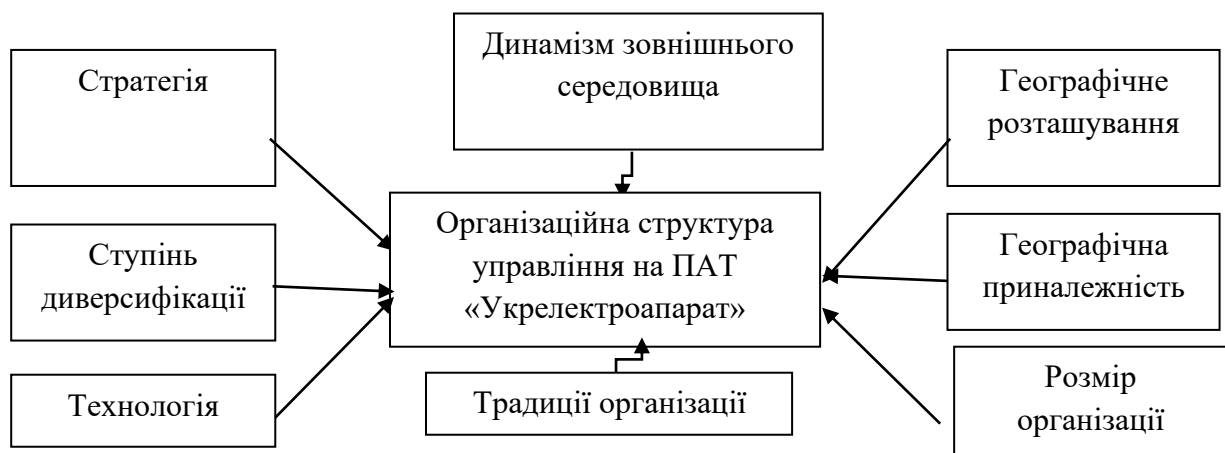 Стратегія
Динамізм зовнішнього
середовища
Географічне
розташування
Ступінь
диверсифікації
Організаційна структура
управління на ПАТ
«Укрелектроапарат»
Географічна
приналежність
Технологія
Традиції організації
Розмір
організації